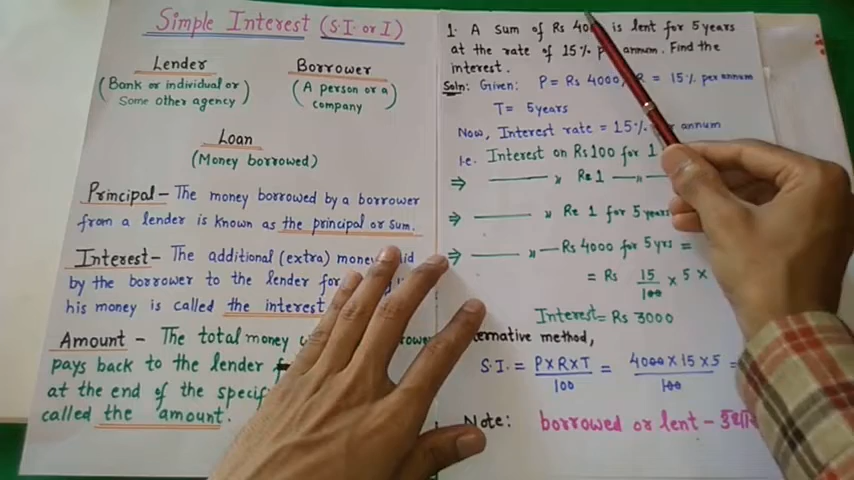 Simple Interest (S.I. or I)
Lender
(Bank or individual or
Some other agency)
Borrower
(A person or a
company)
Loan
(Money borrowed)
Principal - The money borrowed by a borrower
from a lender is known as the principal or sum.
Interest - The additional (extra) money
by the borrower to the lender for
his money is called the interest
Amount - The total money
pays back to the lender
at the end of the
called the amount.
1. A Sum of Rs is lent for 5 years
at the rate of 15% per annum. Find the
interest.
Soln: Given: P = Rs 4000, R = 15% per annum
T = 5 years
Now, Interest rate = 15% annum
i.e. Interest on Rs 100 for 1
⇒ ——— " Re 1 —"—
⇒ ——— " Re 1 for 5 years
⇒ ——— " — Rs 4000 for 5 yrs =
= Rs 15/100 × 5 ×
Interest = Rs 3000
method,
S.I. = P×R×T/100 = 4000×15×5/100 =
Note: borrowed or lent -